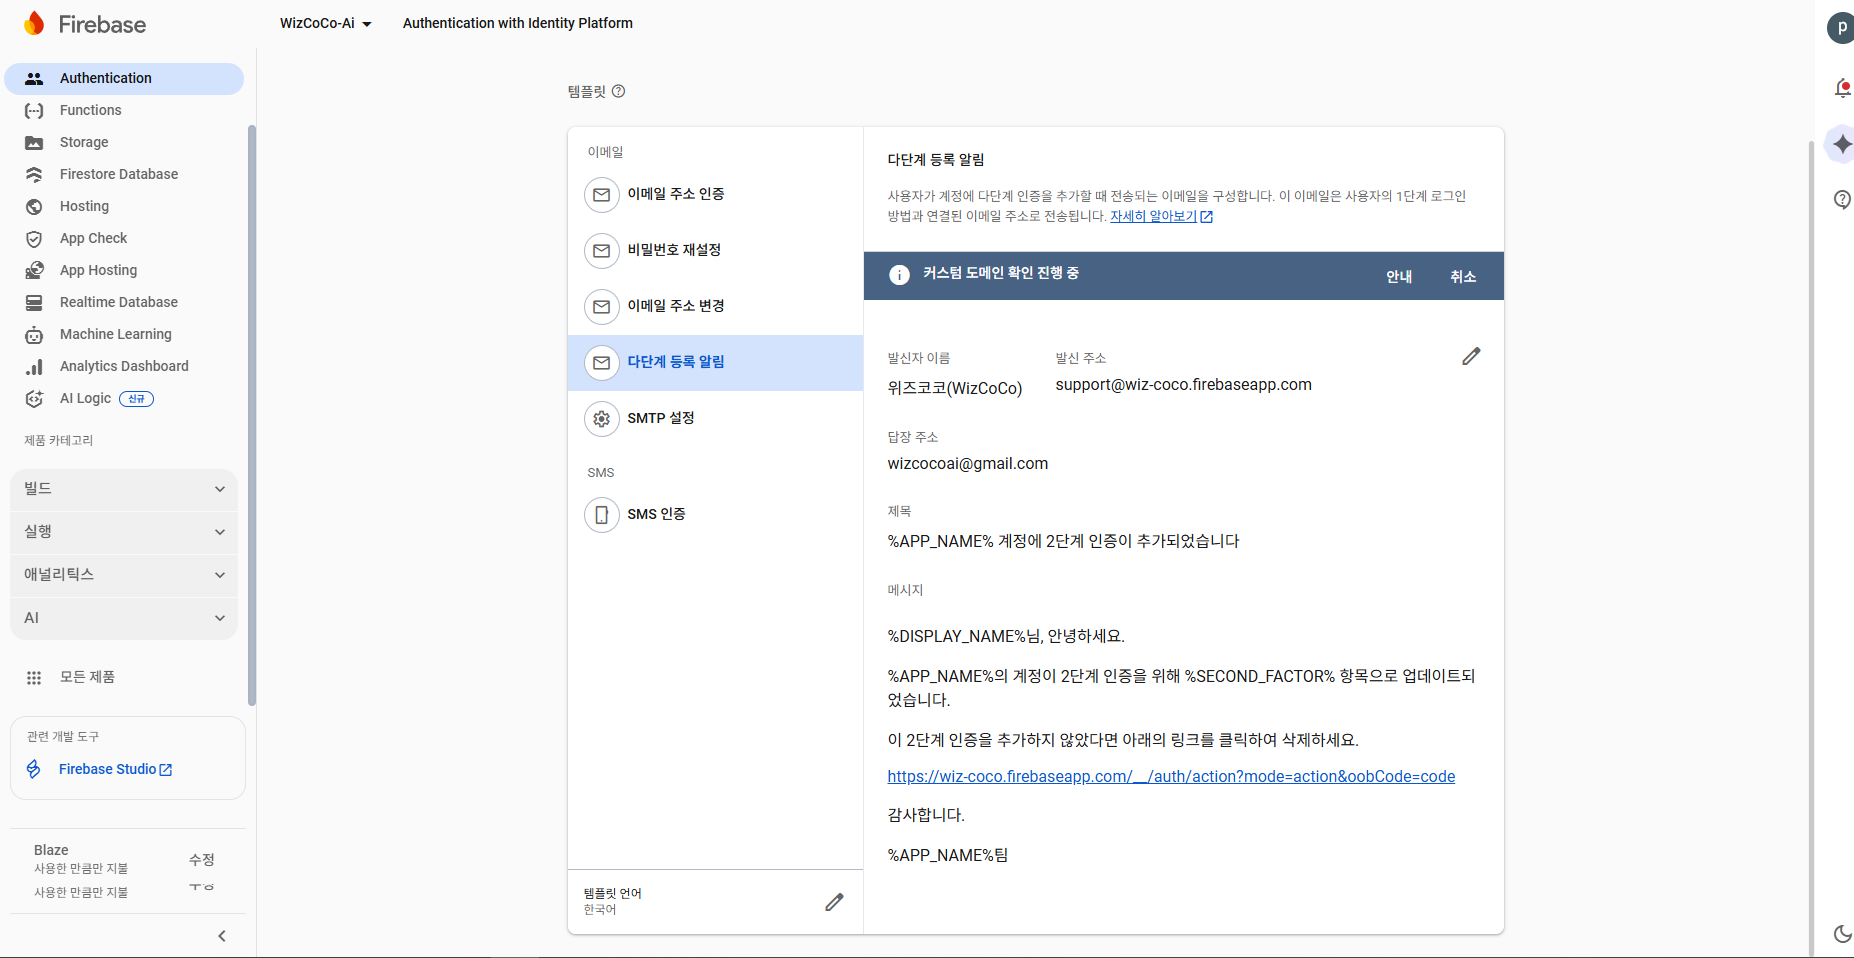 Firebase
WizCoCo-Ai
Authentication with Identity Platform
p
Authentication
Functions
Storage
Firestore Database
Hosting
App Check
App Hosting
Realtime Database
Machine Learning
Analytics Dashboard
AI Logic 신규
제품 카테고리
빌드
실행
애널리틱스
AI
모든 제품
관련 개발 도구
Firebase Studio
Blaze
사용한 만큼만 지불
수정
사용한 만큼만 지불
템플릿
이메일
이메일 주소 인증
비밀번호 재설정
이메일 주소 변경
다단계 등록 알림
SMTP 설정
SMS
SMS 인증
템플릿 언어
한국어
다단계 등록 알림
사용자가 계정에 다단계 인증을 추가할 때 전송되는 이메일을 구성합니다. 이 이메일은 사용자의 1단계 로그인
방법과 연결된 이메일 주소로 전송됩니다. 자세히 알아보기
커스텀 도메인 확인 진행 중
안내
취소
발신자 이름
위즈코코(WizCoCo)
발신 주소
support@wiz-coco.firebaseapp.com
답장 주소
wizcocoai@gmail.com
제목
%APP_NAME% 계정에 2단계 인증이 추가되었습니다
메시지
%DISPLAY_NAME%님, 안녕하세요.
%APP_NAME%의 계정이 2단계 인증을 위해 %SECOND_FACTOR% 항목으로 업데이트되
었습니다.
이 2단계 인증을 추가하지 않았다면 아래의 링크를 클릭하여 삭제하세요.
https://wiz-coco.firebaseapp.com/__/auth/action?mode=action&oobCode=code
감사합니다.
%APP_NAME%팀